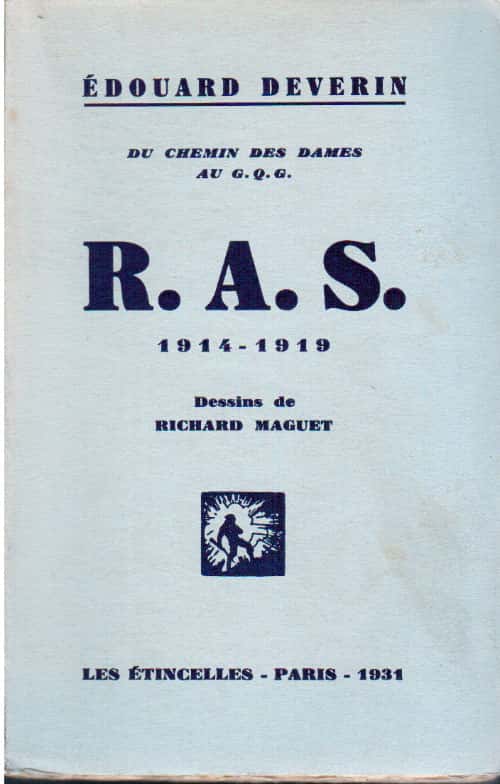 ÉDOUARD DEVERIN
DU CHEMIN DES DAMES
AU G.Q.G.
R. A. S.
1914-1919
Dessins de
RICHARD MAGUET
LES ÉTINCELLES - PARIS - 1931